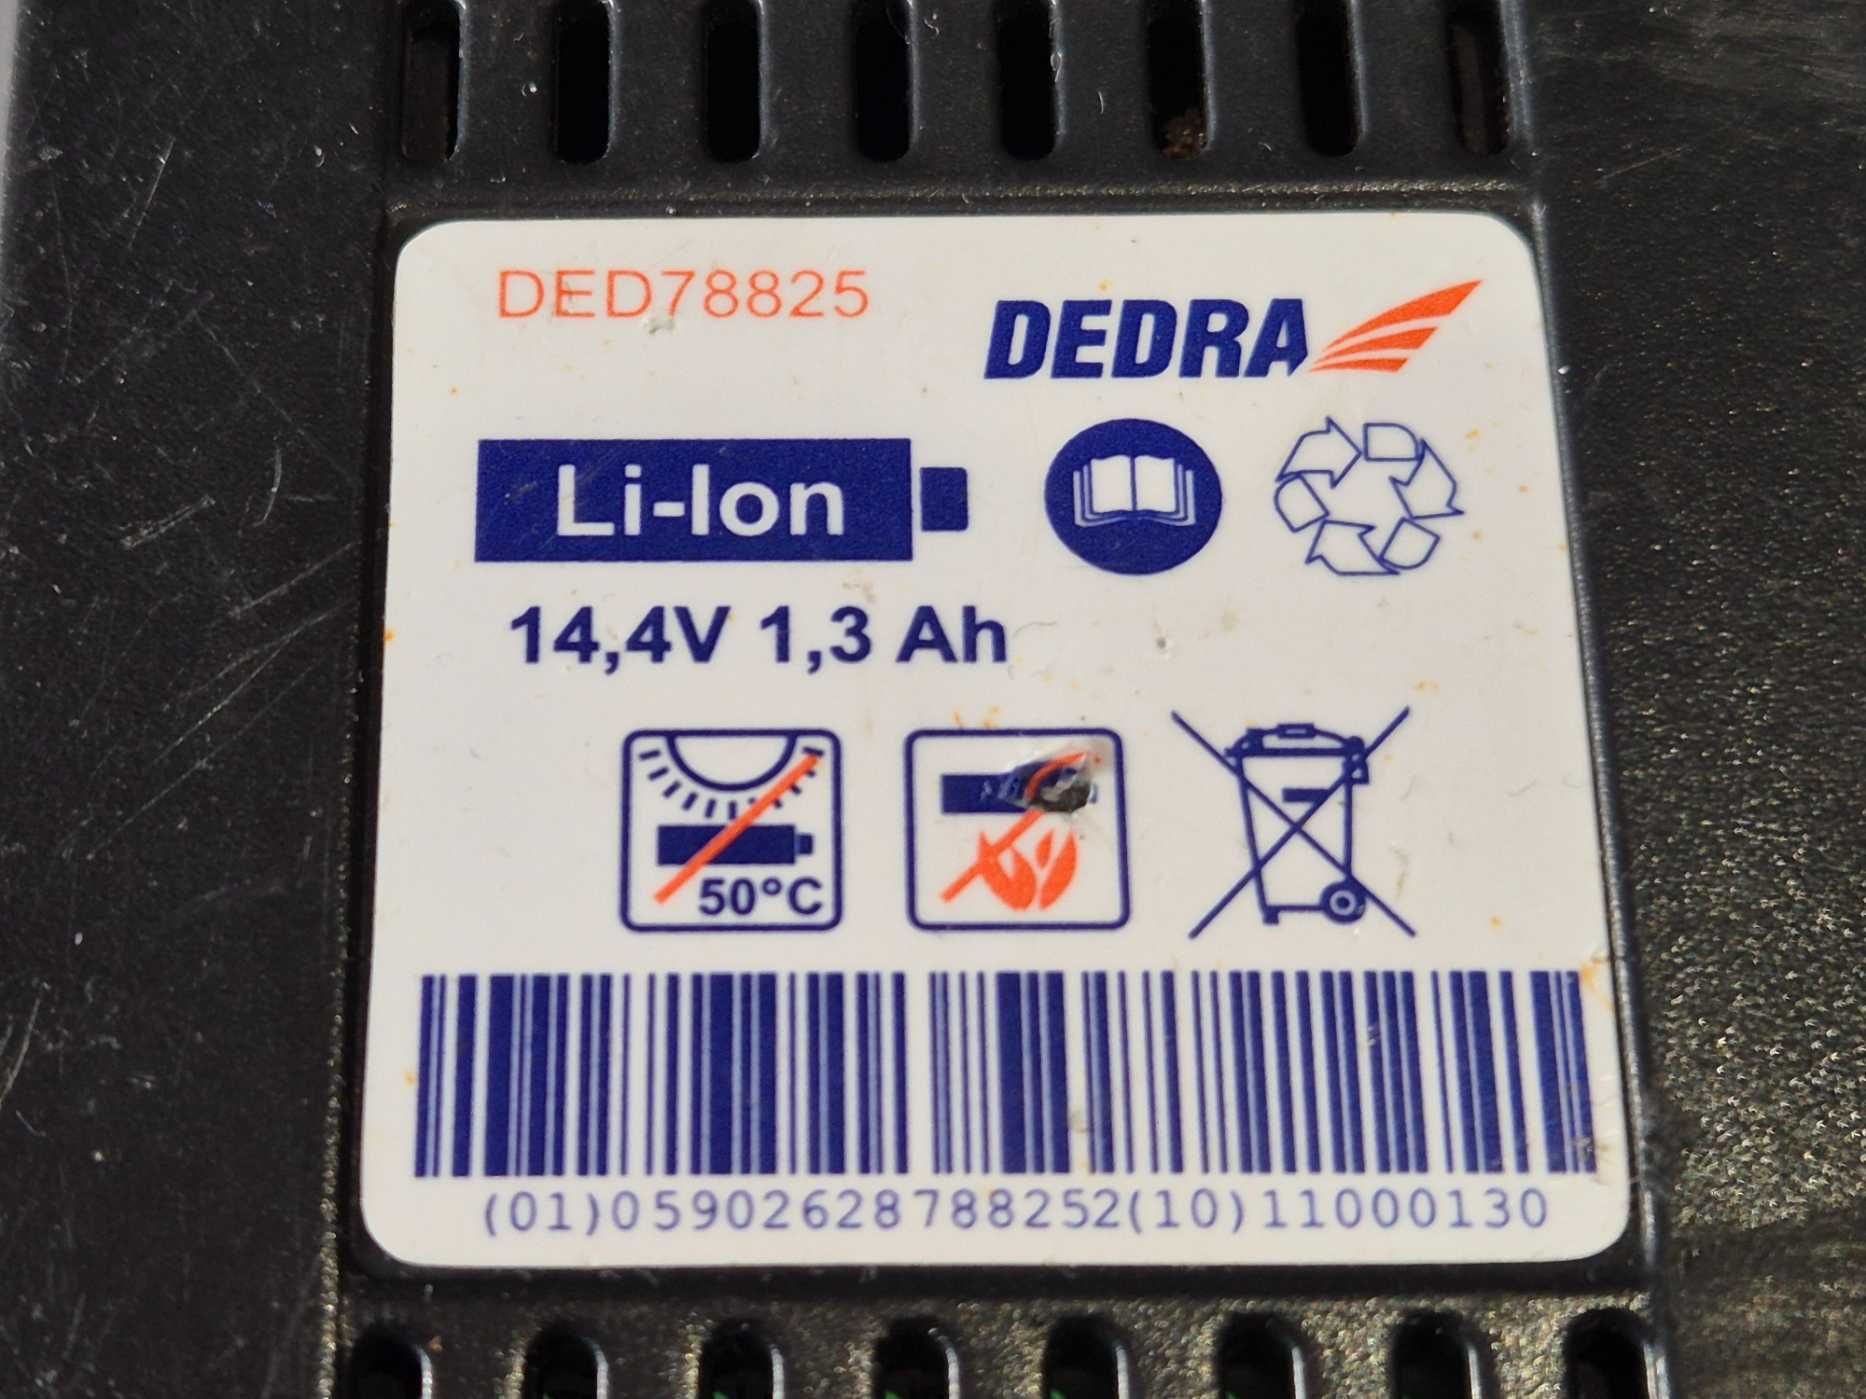 DED78825
DEDRA
Li-Ion
14,4V 1,3 Ah
50°C
(01)05902628788252(10)11000130